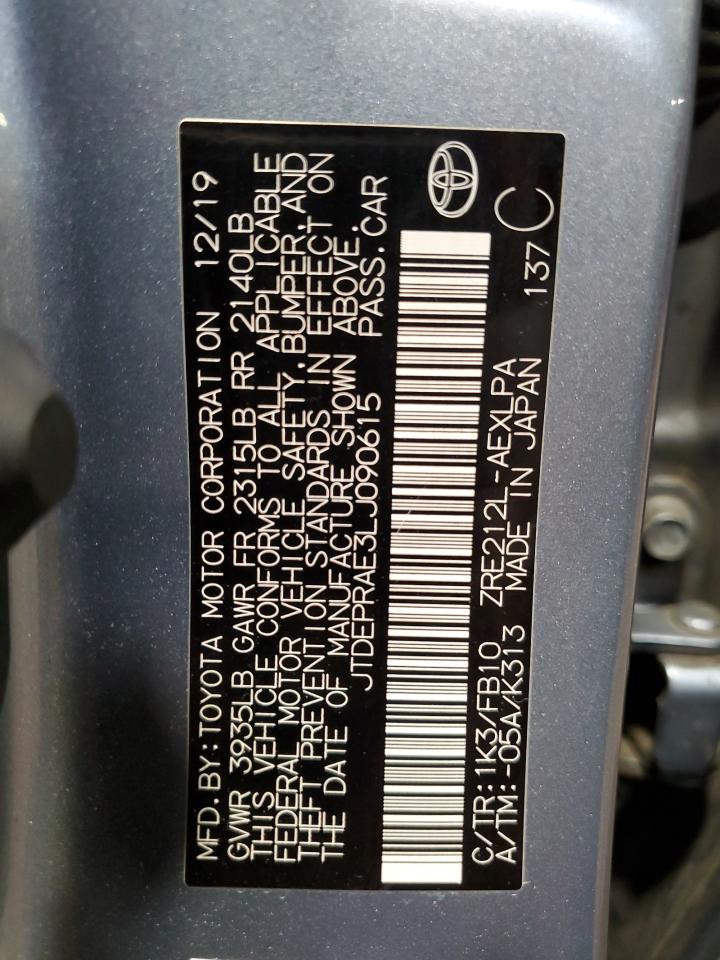 MFD. BY: TOYOTA MOTOR CORPORATION 12/19
GVWR 3935LB GAWR FR 2315LB RR 2140LB
THIS VEHICLE CONFORMS TO ALL APPLICABLE
FEDERAL MOTOR VEHICLE SAFETY, BUMPER, AND
THEFT PREVENTION STANDARDS IN EFFECT ON
THE DATE OF MANUFACTURE SHOWN ABOVE.
JTDEPRAE3LJ090615 PASS. CAR
C/TR: 1K3/FB10 ZRE212L-AEXLPA
A/TM: -05A/K313 MADE IN JAPAN
137 C